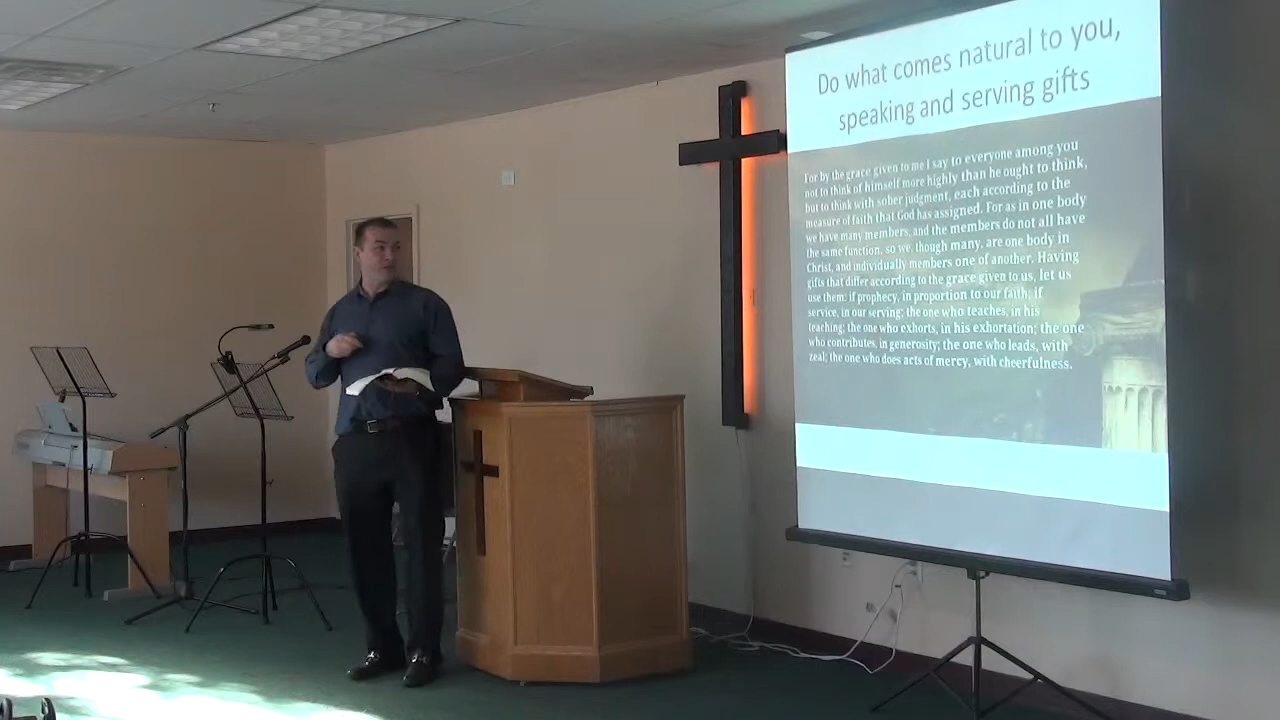 Do what comes natural to you,
speaking and serving gifts
For by the grace given to me I say to everyone among you
not to think of himself more highly than he ought to think,
but to think with sober judgment, each according to the
measure of faith that God has assigned. For as in one body
we have many members, and the members do not all have
the same function, so we, though many, are one body in
Christ, and individually members one of another. Having
gifts that differ according to the grace given to us, let us
use them: if prophecy, in proportion to our faith; if
service, in our serving; the one who teaches, in his
teaching; the one who exhorts, in his exhortation; the one
who contributes, in generosity; the one who leads, with
zeal; the one who does acts of mercy, with cheerfulness.